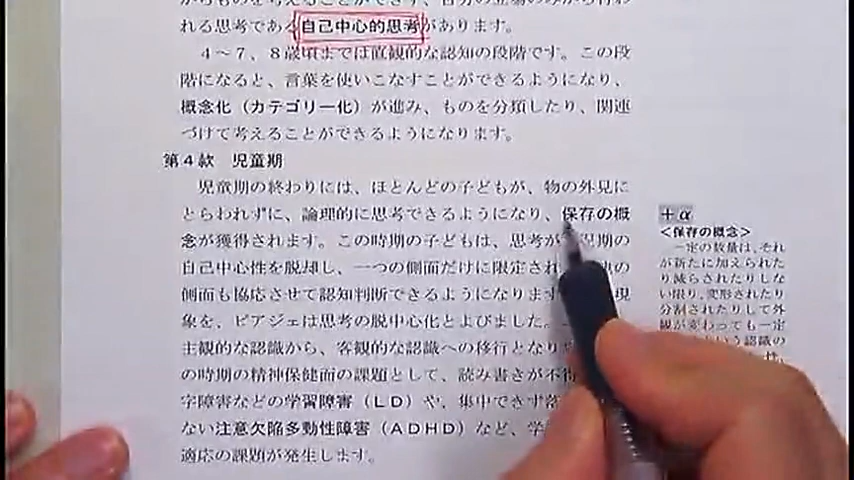 れる思考である自己中心的思考があります。
4～7、8歳頃までは直観的な認知の段階です。この段
階になると、言葉を使いこなすことができるようになり、
概念化（カテゴリー化）が進み、ものを分類したり、関連
づけて考えることができるようになります。
第4款 児童期
児童期の終わりには、ほとんどの子どもが、物の外見に
とらわれずに、論理的に思考できるようになり、保存の概
念が獲得されます。この時期の子どもは、思考が 期の
自己中心性を脱却し、一つの側面だけに限定され の
側面も協応させて認知判断できるようになります 現
象を、ピアジェは思考の脱中心化とよびました。
主観的な認識から、客観的な認識への移行となり
の時期の精神保健面の課題として、読み書きが不得
字障害などの学習障害（LD）や、集中できず
ない注意欠陥多動性障害（ADHD）など、学
適応の課題が発生します。
+α
＜保存の概念＞
一定の数量は、それ
が新たに加えられた
り減らされたりしな
い限り、変形されたり
分割されたりして外
観が変わっても一定
という認識の